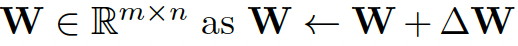 W ∈ ℝ^{m×n} as W ← W + ΔW